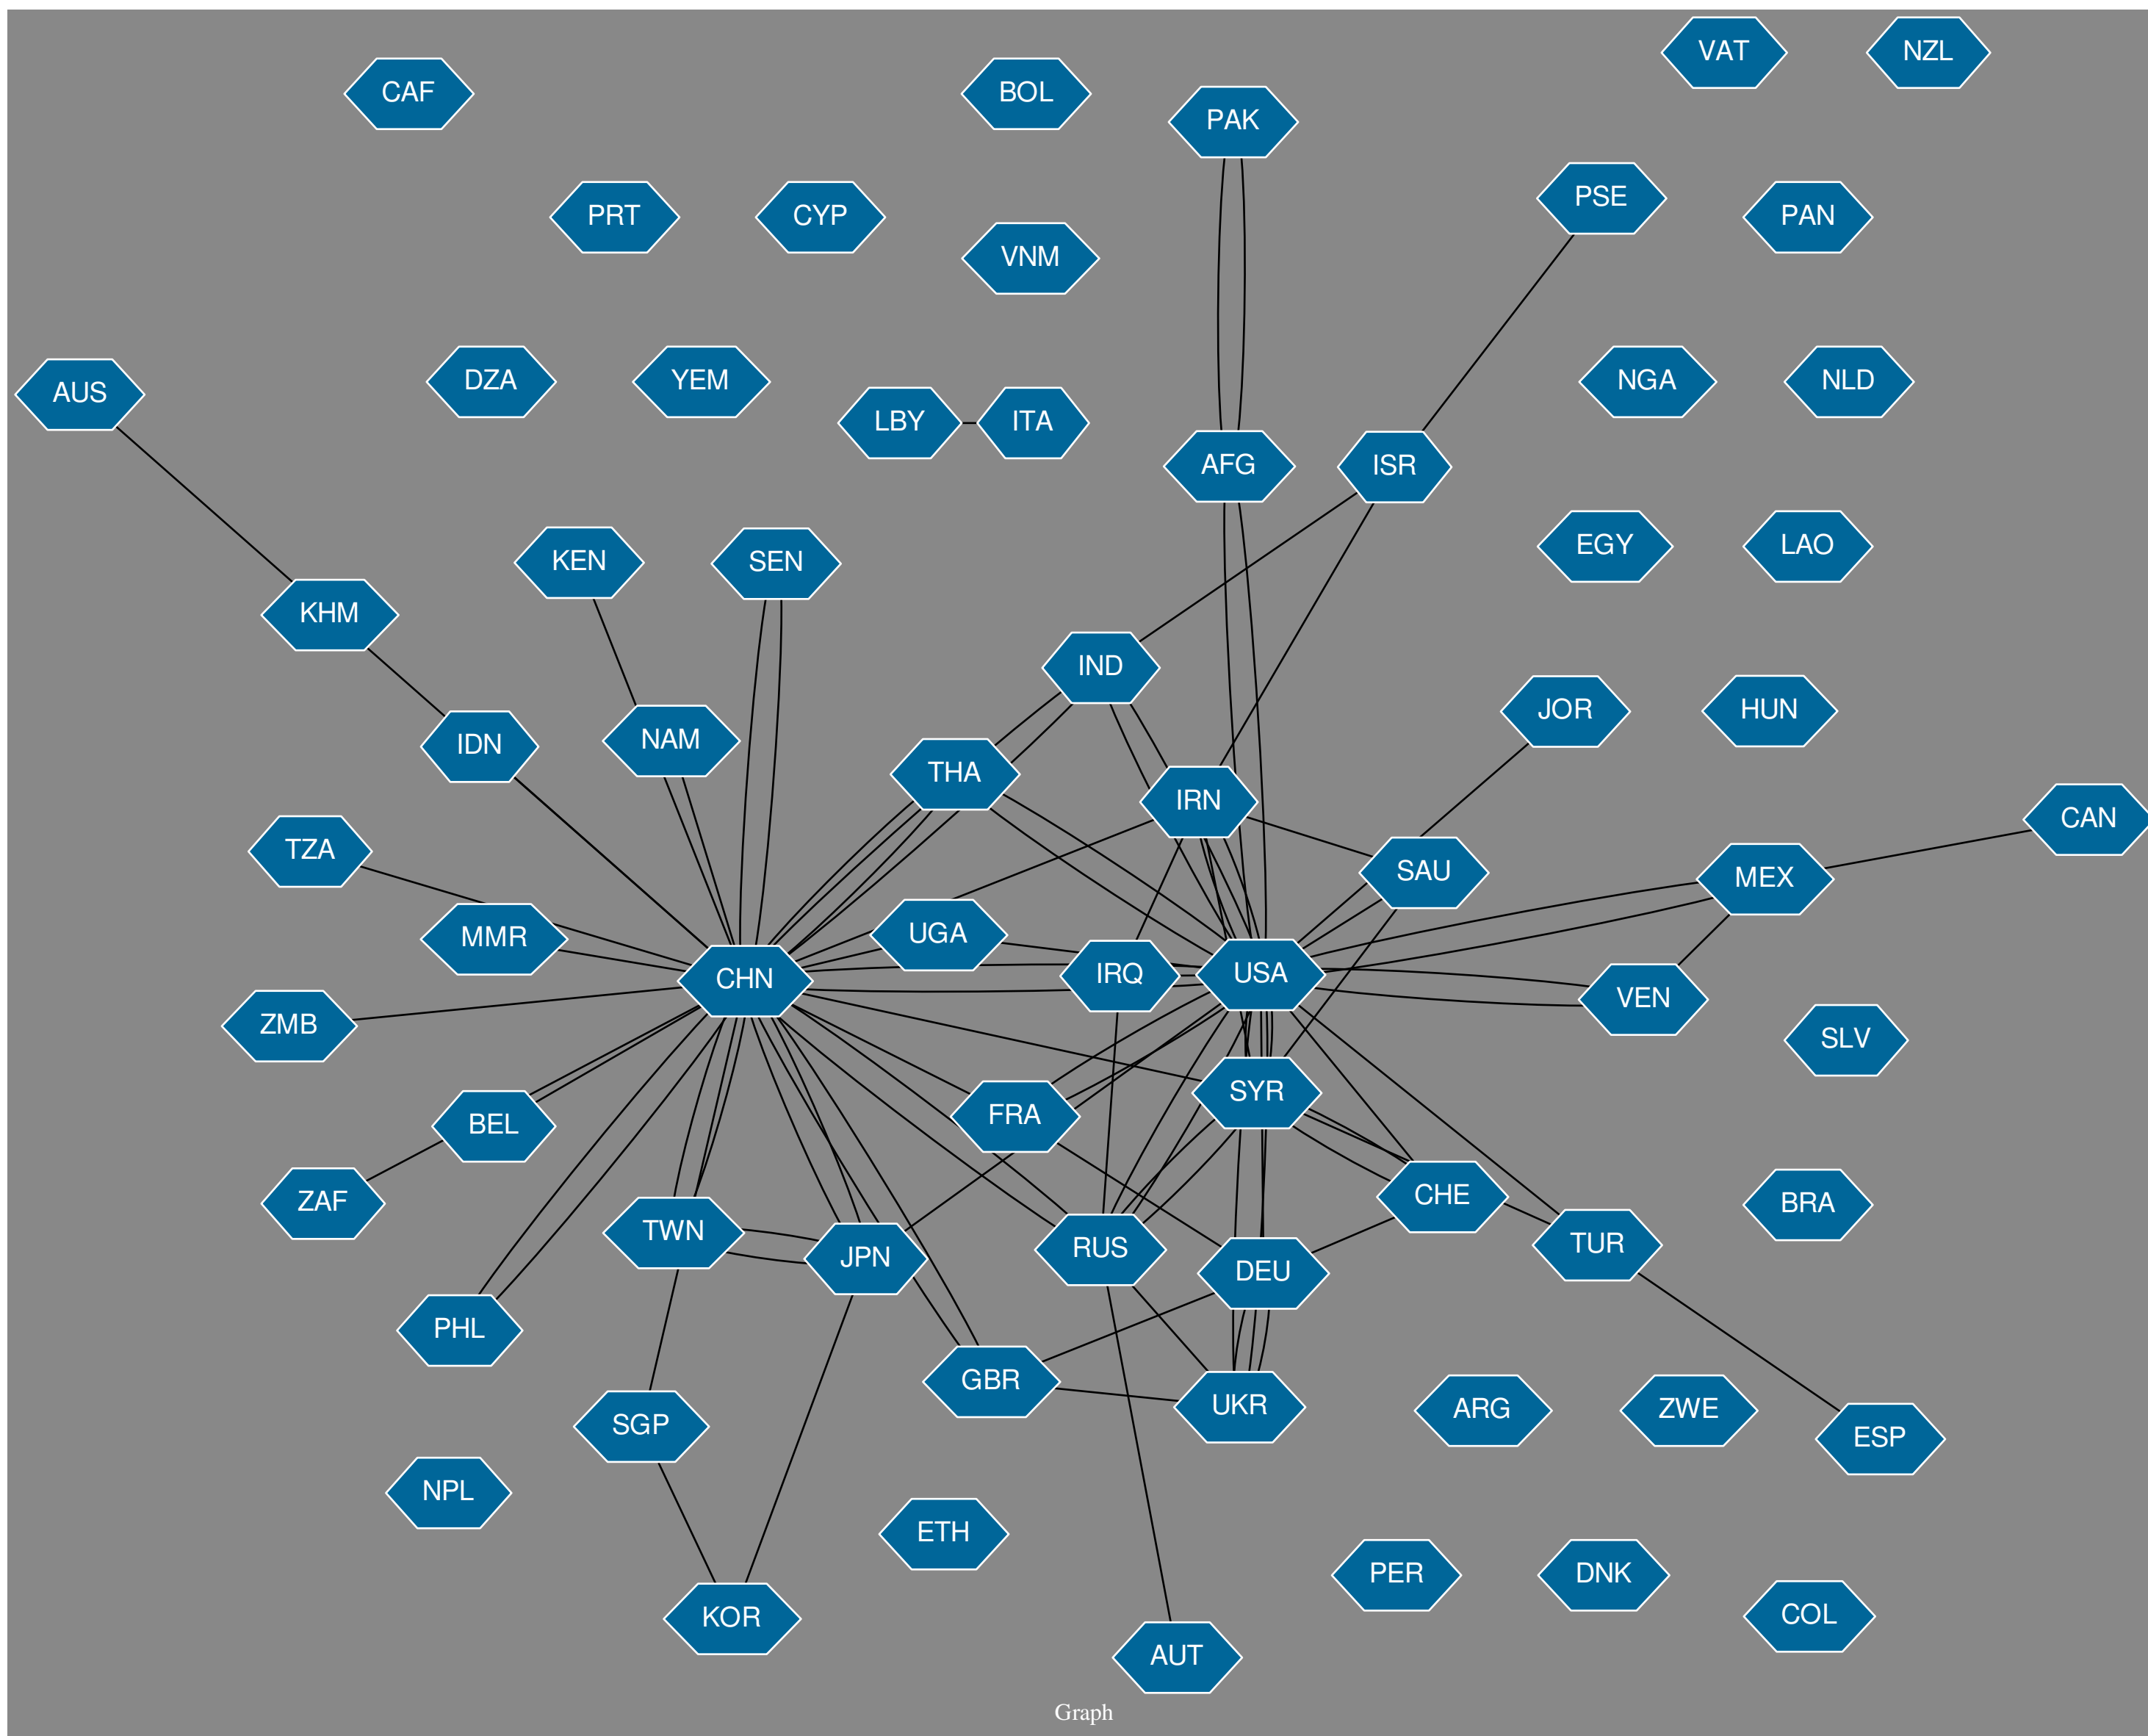 VAT
NZL
CAF
BOL
PAK
PSE
PAN
PRT
CYP
VNM
AUS
DZA
YEM
LBY
ITA
NGA
NLD
AFG
ISR
KEN
SEN
EGY
LAO
KHM
IND
JOR
HUN
IDN
NAM
THA
IRN
CAN
TZA
SAU
MEX
MMR
UGA
CHN
IRQ
USA
VEN
ZMB
SLV
BEL
FRA
SYR
ZAF
CHE
BRA
TWN
JPN
RUS
DEU
TUR
PHL
GBR
UKR
ARG
ZWE
SGP
ESP
NPL
ETH
PER
DNK
KOR
COL
AUT
Graph